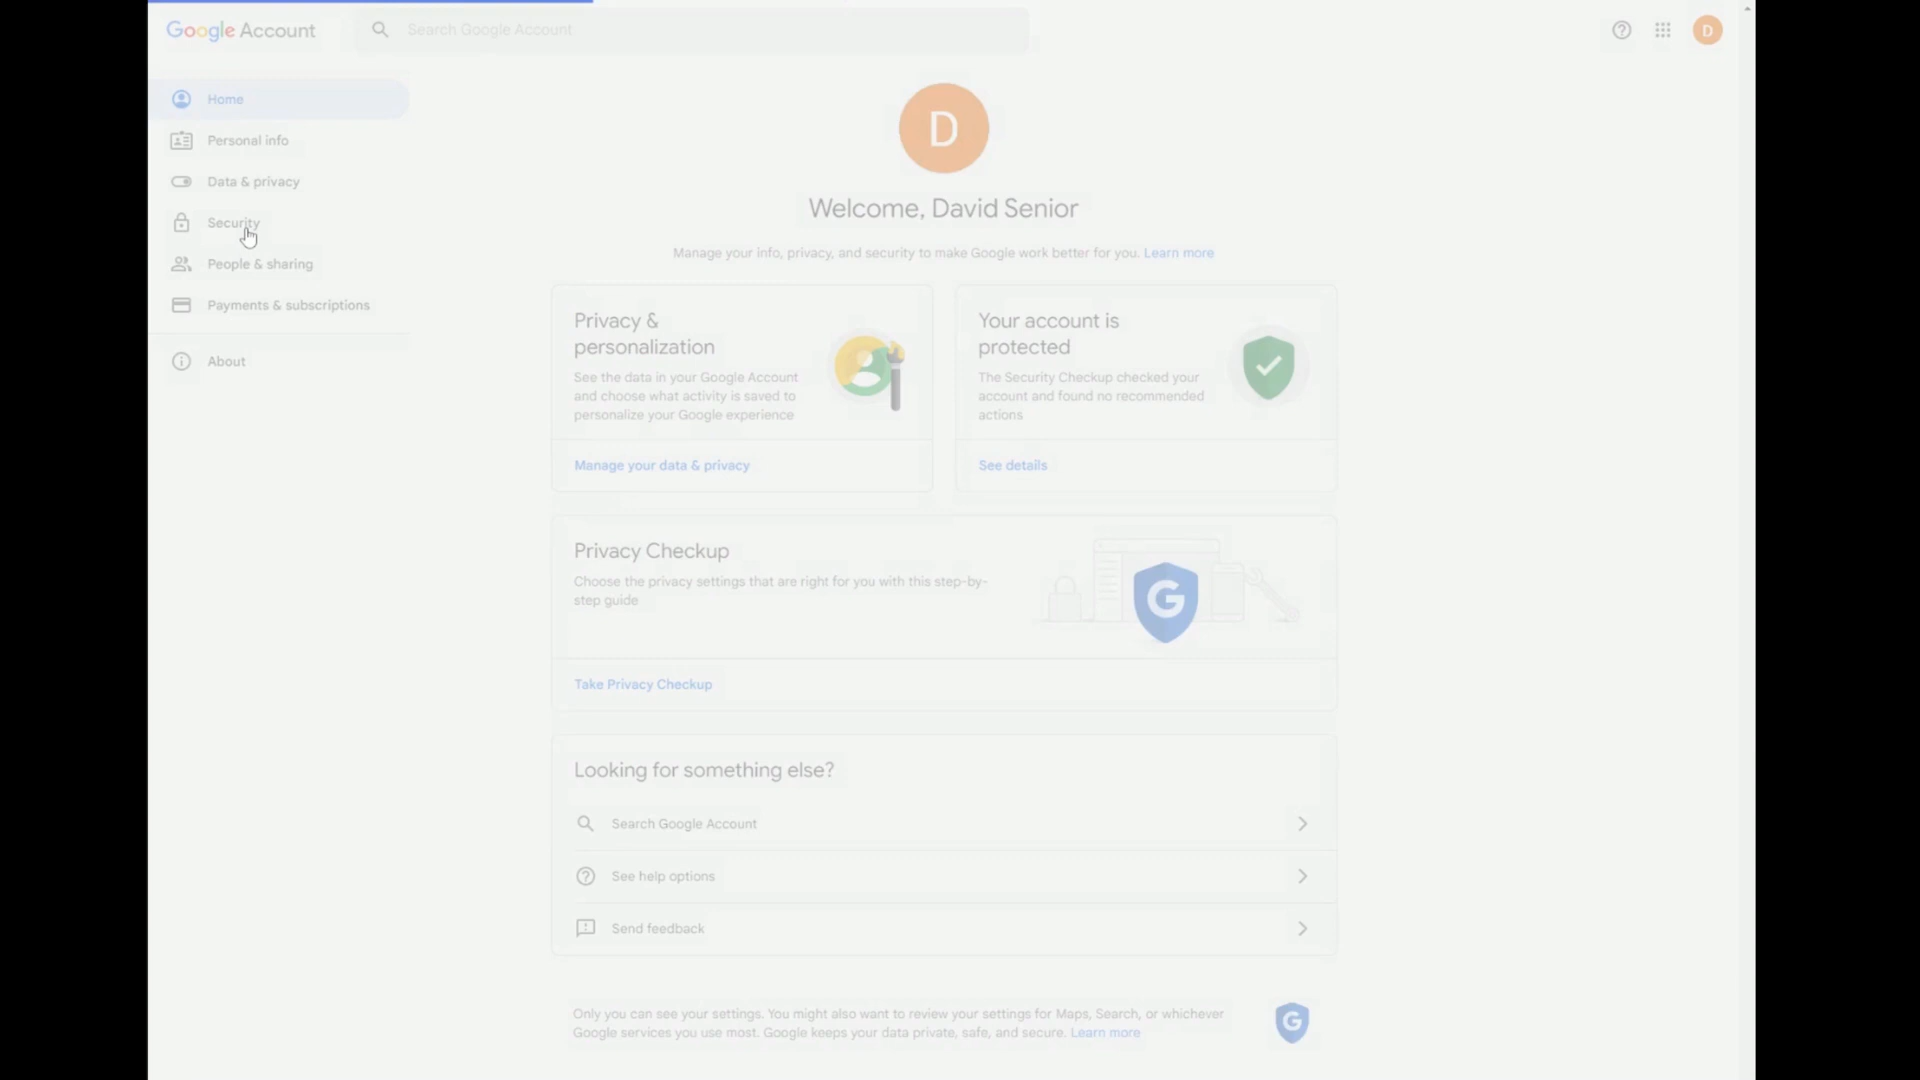 Google Account
Search Google Account
D
Home
Personal info
Data & privacy
Security
People & sharing
Payments & subscriptions
About
D
Welcome, David Senior
Manage your info, privacy, and security to make Google work better for you. Learn more
Privacy &
personalization
See the data in your Google Account
and choose what activity is saved to
personalize your Google experience
Manage your data & privacy
Your account is
protected
The Security Checkup checked your
account and found no recommended
actions
See details
Privacy Checkup
Choose the privacy settings that are right for you with this step-by-
step guide
G
Take Privacy Checkup
Looking for something else?
Search Google Account
See help options
Send feedback
Only you can see your settings. You might also want to review your settings for Maps, Search, or whichever
Google services you use most. Google keeps your data private, safe, and secure. Learn more
G